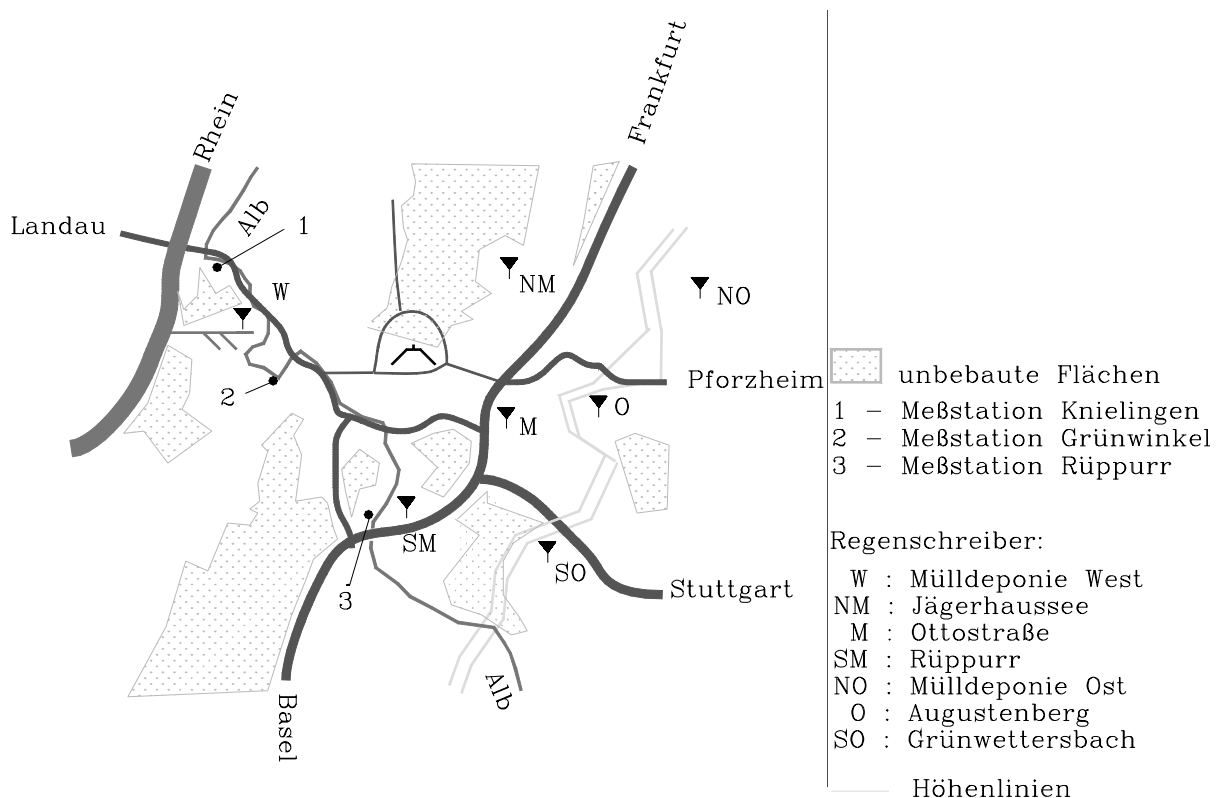 Frankfurt
Rhein
Alb
Landau
1
W
NM
NO
Pforzheim
2
O
M
SM
SO
3
Stuttgart
Alb
Basel
unbebaute Flächen
1 – Meßstation Knielingen
2 – Meßstation Grünwinkel
3 – Meßstation Rüppurr
Regenschreiber:
W : Mülldeponie West
NM : Jägerhaussee
M : Ottostraße
SM : Rüppurr
NO : Mülldeponie Ost
O : Augustenberg
SO : Grünwettersbach
Höhenlinien